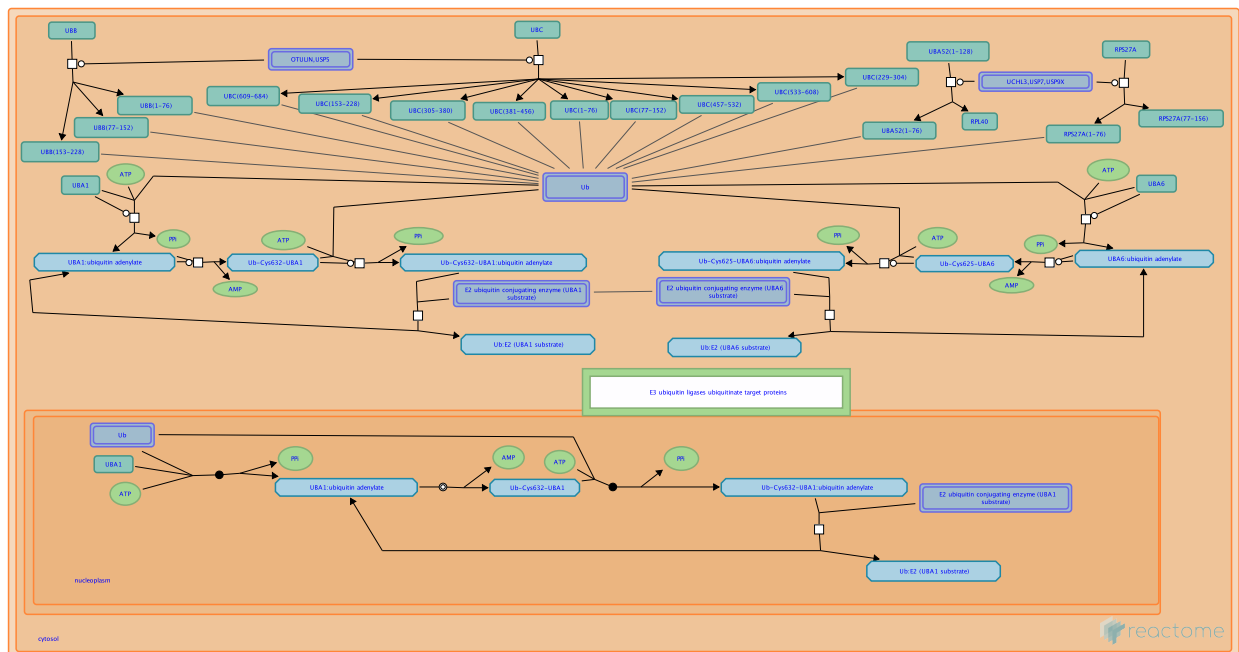 UBB
UBC
OTULIN,USP5
UBA52(1-128)
RPS27A
UBC(229-304)
UCHL3,USP7,USP9X
UBC(533-608)
UBC(609-684)
UBB(1-76)
UBC(153-228)
UBC(305-380)
UBC(381-456)
UBC(1-76)
UBC(77-152)
UBC(457-532)
UBB(77-152)
UBA52(1-76)
RPL40
RPS27A(1-76)
RPS27A(77-156)
UBB(153-228)
ATP
UBA1
Ub
ATP
UBA6
PPi
ATP
PPi
PPi
ATP
PPi
UBA1:ubiquitin adenylate
Ub-Cys632-UBA1
Ub-Cys632-UBA1:ubiquitin adenylate
Ub-Cys625-UBA6:ubiquitin adenylate
Ub-Cys625-UBA6
UBA6:ubiquitin adenylate
AMP
AMP
E2 ubiquitin conjugating enzyme (UBA1
substrate)
E2 ubiquitin conjugating enzyme (UBA6
substrate)
Ub:E2 (UBA1 substrate)
Ub:E2 (UBA6 substrate)
E3 ubiquitin ligases ubiquitinate target proteins
Ub
UBA1
ATP
PPi
AMP
ATP
PPi
UBA1:ubiquitin adenylate
Ub-Cys632-UBA1
Ub-Cys632-UBA1:ubiquitin adenylate
E2 ubiquitin conjugating enzyme (UBA1
substrate)
Ub:E2 (UBA1 substrate)
nucleoplasm
cytosol
reactome